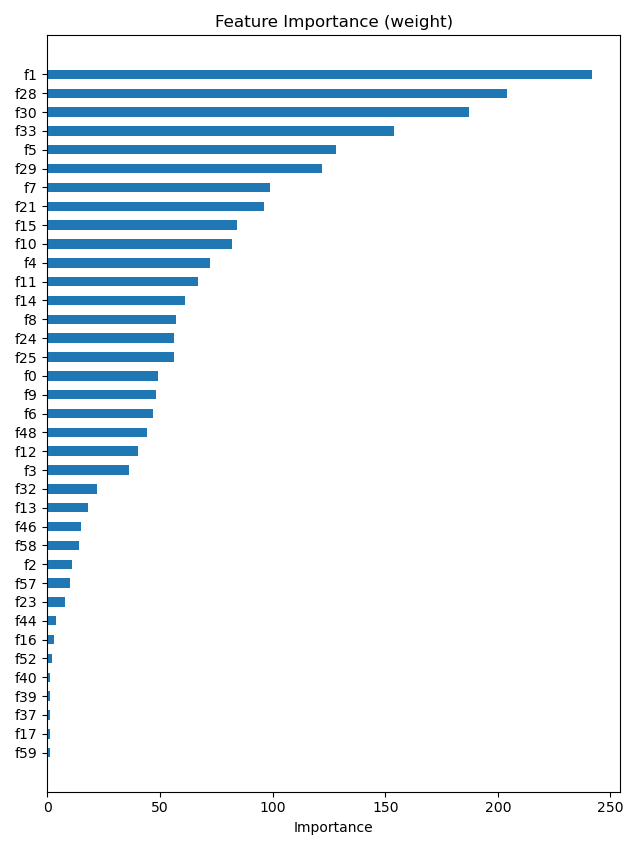 Feature Importance (weight)
f1
f28
f30
f33
f5
f29
f7
f21
f15
f10
f4
f11
f14
f8
f24
f25
f0
f9
f6
f48
f12
f3
f32
f13
f46
f58
f2
f57
f23
f44
f16
f52
f40
f39
f37
f17
f59
0 50 100 150 200 250
Importance